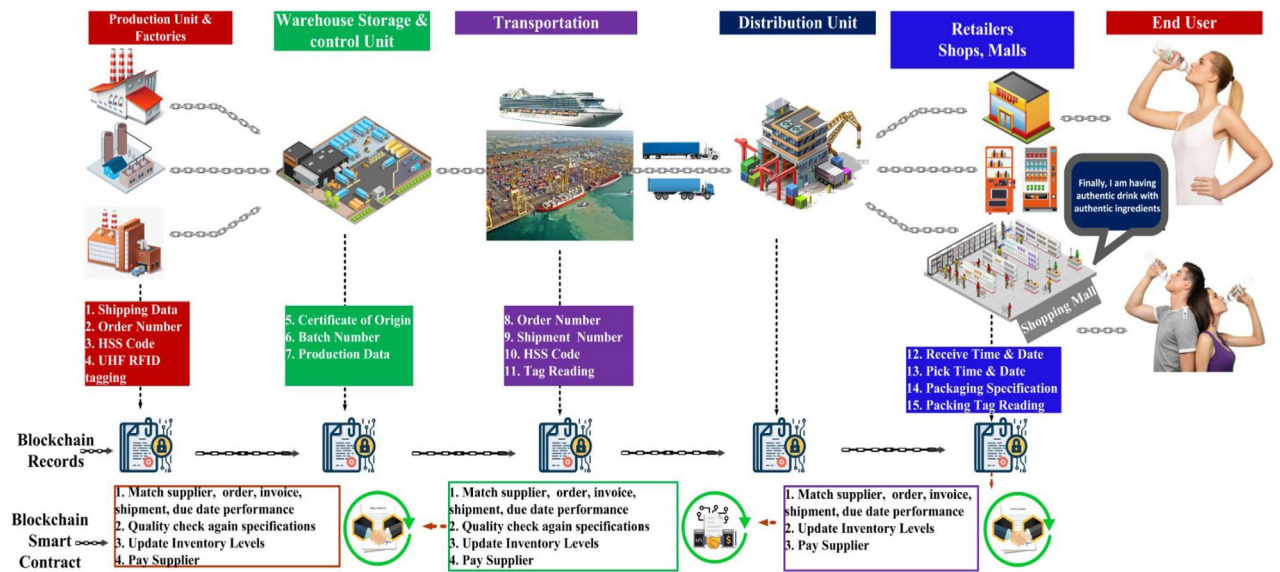 Production Unit &
Factories
Warehouse Storage &
control Unit
Transportation
Distribution Unit
Retailers
Shops, Malls
End User
SHOP
Finally, I am having
authentic drink with
authentic ingredients
Shopping Mall
1. Shipping Data
2. Order Number
3. HSS Code
4. UHF RFID
tagging
5. Certificate of Origin
6. Batch Number
7. Production Data
8. Order Number
9. Shipment Number
10. HSS Code
11. Tag Reading
12. Receive Time & Date
13. Pick Time & Date
14. Packaging Specification
15. Packing Tag Reading
Blockchain
Records
Blockchain
Smart
Contract
1. Match supplier, order, invoice,
shipment, due date performance
2. Quality check again specifications
3. Update Inventory Levels
4. Pay Supplier
1. Match supplier, order, invoice,
shipment, due date performance
2. Quality check again specifications
3. Update Inventory Levels
4. Pay Supplier
1. Match supplier, order, invoice,
shipment, due date performance
2. Update Inventory Levels
3. Pay Supplier